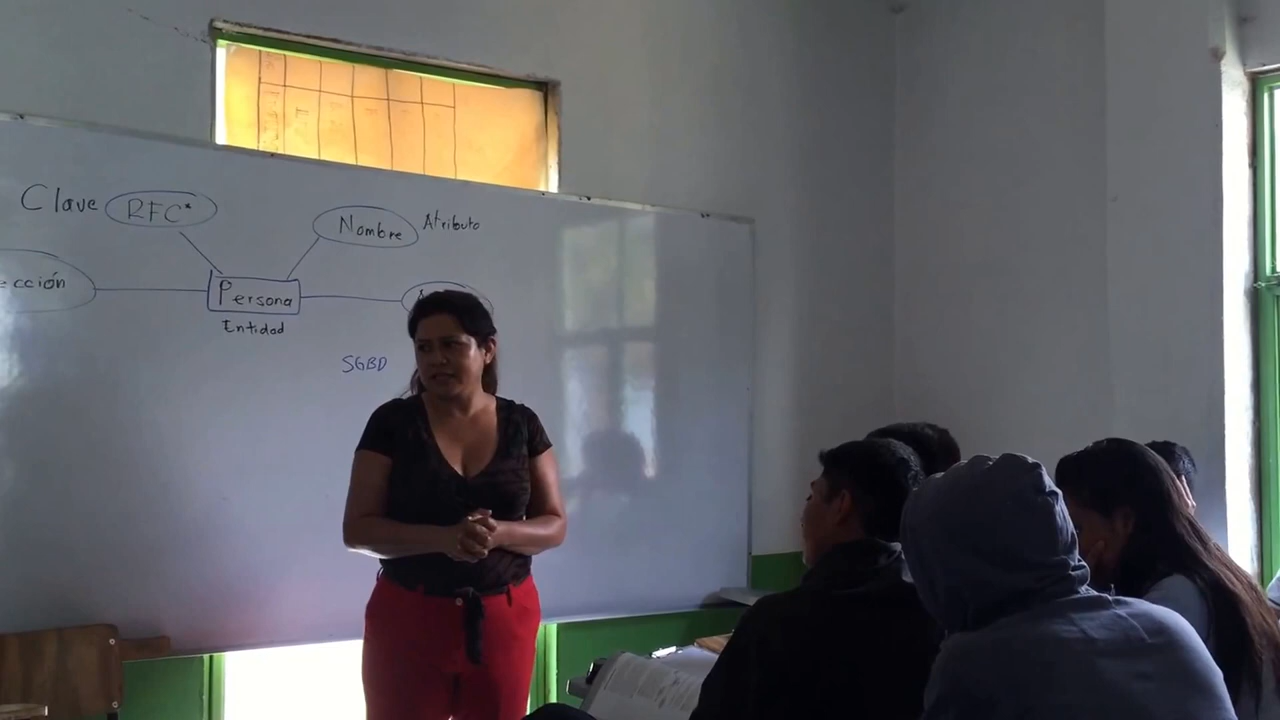 Clave RFC*
Nombre Atributo
ección
Persona
Entidad
SGBD